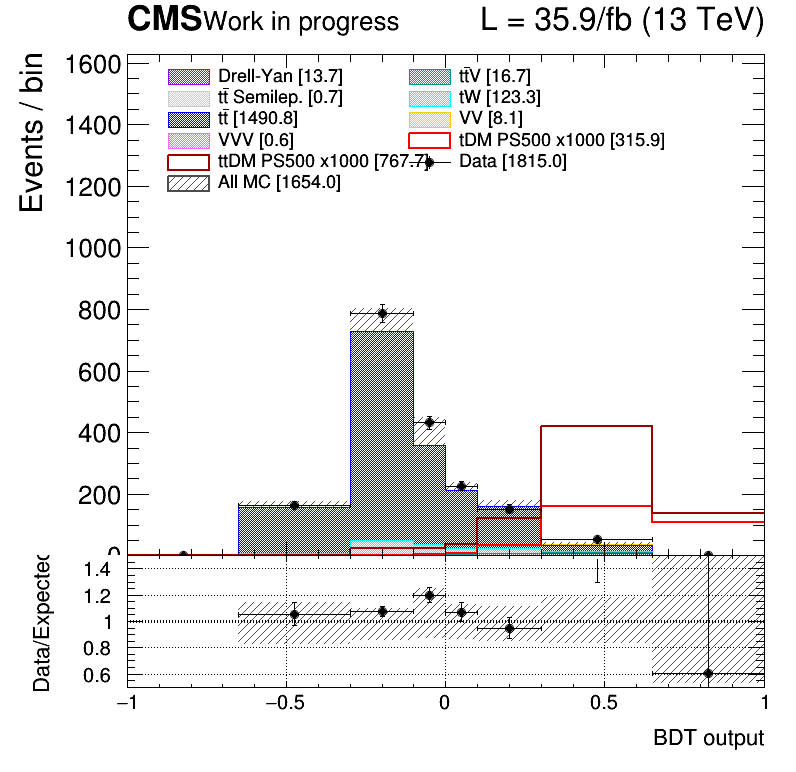 CMS Work in progress L = 35.9/fb (13 TeV)
Events / bin
1600
1400
1200
1000
800
600
400
200
0
Drell-Yan [13.7] tt̄V [16.7]
tt̄ Semilep. [0.7] tW [123.3]
tt̄ [1490.8] VV [8.1]
VVV [0.6] tDM PS500 x1000 [315.9]
ttDM PS500 x1000 [767.7] Data [1815.0]
All MC [1654.0]
Data/Expected
1.4
1.2
1
0.8
0.6
−1 −0.5 0 0.5 1
BDT output